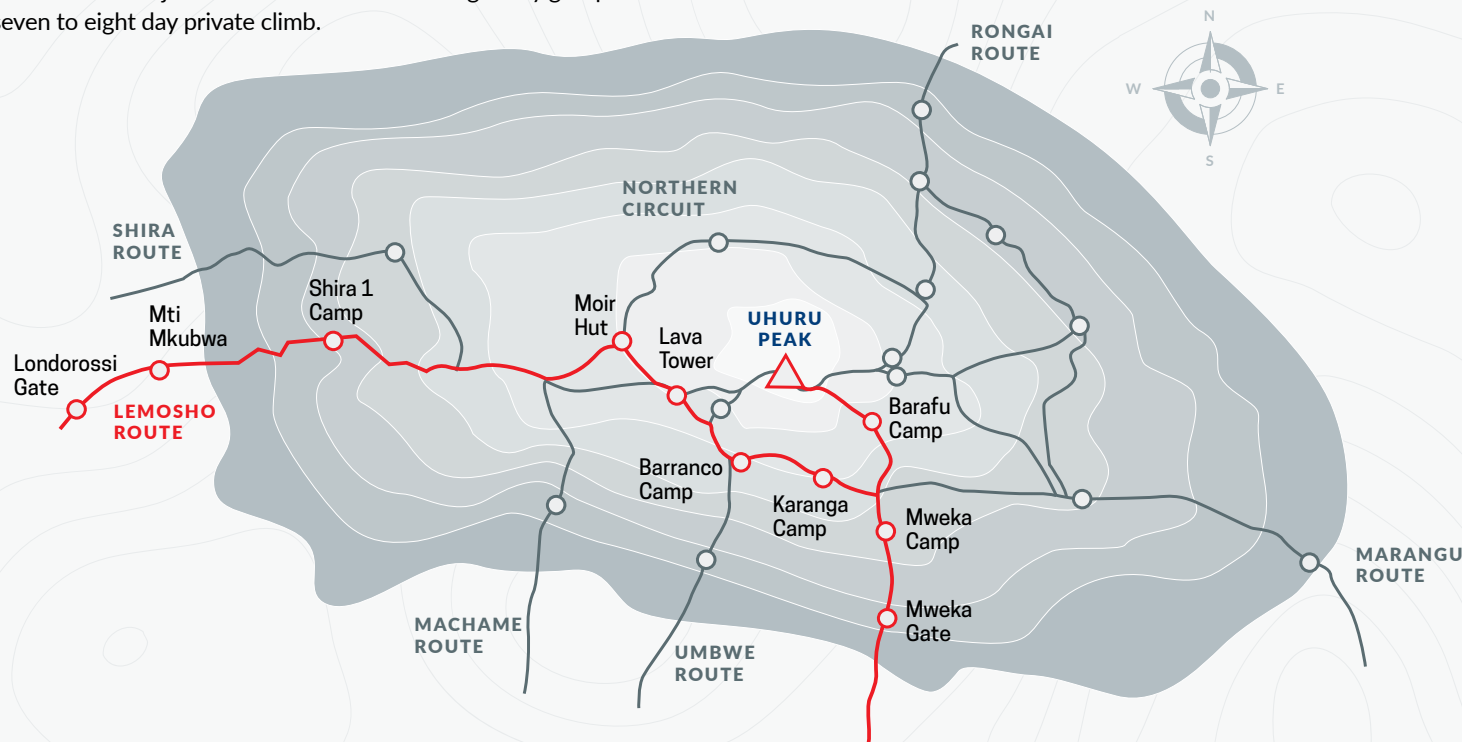 seven to eight day private climb.
N
W
E
S
RONGAI
ROUTE
NORTHERN
CIRCUIT
SHIRA
ROUTE
Shira 1
Camp
Mti
Mkubwa
Moir
Hut
Lava
Tower
UHURU
PEAK
Londorossi
Gate
LEMOSHO
ROUTE
Barafu
Camp
Barranco
Camp
Karanga
Camp
Mweka
Camp
MARANGU
ROUTE
Mweka
Gate
MACHAME
ROUTE
UMBWE
ROUTE